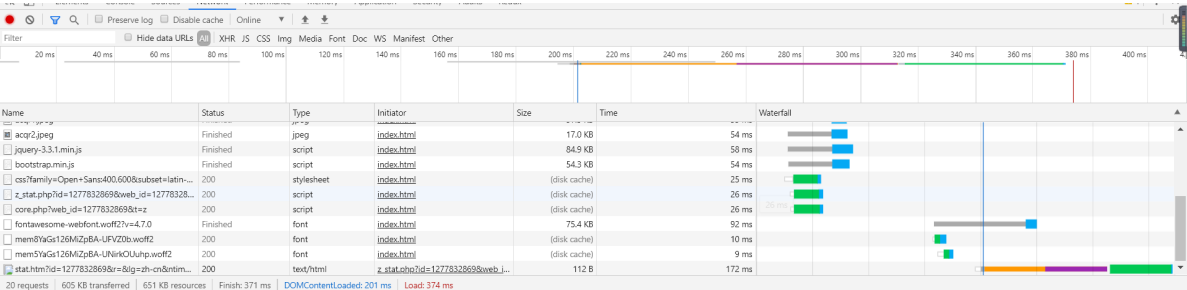 Network
Preserve log Disable cache Online
Filter Hide data URLs All XHR JS CSS Img Media Font Doc WS Manifest Other
20 ms 40 ms 60 ms 80 ms 100 ms 120 ms 140 ms 160 ms 180 ms 200 ms 220 ms 240 ms 260 ms 280 ms 300 ms 320 ms 340 ms 360 ms 380 ms 400 ms
Name Status Type Initiator Size Time Waterfall
acqr2.jpeg Finished jpeg index.html 17.0 KB 54 ms
jquery-3.3.1.min.js Finished script index.html 84.9 KB 58 ms
bootstrap.min.js Finished script index.html 54.3 KB 54 ms
css?family=Open+Sans:400,600&subset=latin-... 200 stylesheet index.html (disk cache) 25 ms
z_stat.php?id=1277832869&web_id=12778328... 200 script index.html (disk cache) 26 ms
core.php?web_id=1277832869&t=z 200 script index.html (disk cache) 26 ms 26 ms
fontawesome-webfont.woff2?v=4.7.0 Finished font index.html 75.4 KB 92 ms
mem8YaGs126MiZpBA-UFVZ0b.woff2 200 font index.html (disk cache) 10 ms
mem5YaGs126MiZpBA-UNirkOUuhp.woff2 200 font index.html (disk cache) 9 ms
stat.htm?id=1277832869&r=&lg=zh-cn&ntim... 200 text/html z_stat.php?id=1277832869&web_i... 112 B 172 ms
20 requests 605 KB transferred 651 KB resources Finish: 371 ms DOMContentLoaded: 201 ms Load: 374 ms